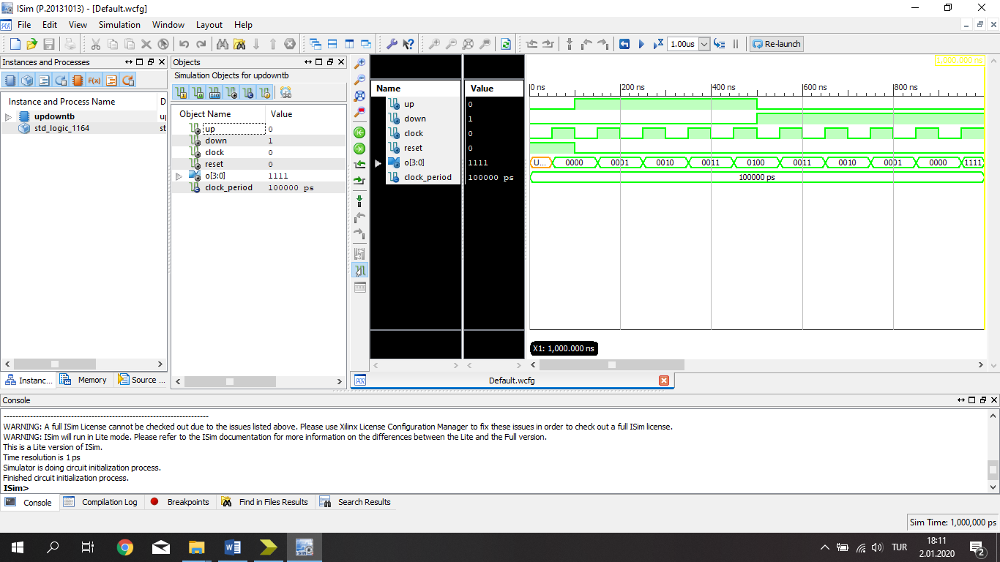 ISim (P.20131013) - [Default.wcfg]
File Edit View Simulation Window Layout Help
1.00us
Re-launch
Instances and Processes
Instance and Process Name D
updowntb up
std_logic_1164 st
Instanc... Memory Source ...
Objects
Simulation Objects for updowntb
Object Name Value
up 0
down 1
clock 0
reset 0
o[3:0] 1111
clock_period 100000 ps
Name Value
up 0
down 1
clock 0
reset 0
o[3:0] 1111
clock_period 100000 ps
1,000.000 ns
0 ns 200 ns 400 ns 600 ns 800 ns
U... 0000 0001 0010 0011 0100 0011 0010 0001 0000 1111
100000 ps
X1: 1,000.000 ns
Default.wcfg
Console
WARNING: A full ISim License cannot be checked out due to the issues listed above. Please use Xilinx License Configuration Manager to fix these issues in order to check out a full ISim license.
WARNING: ISim will run in Lite mode. Please refer to the ISim documentation for more information on the differences between the Lite and the Full version.
This is a Lite version of ISim.
Time resolution is 1 ps
Simulator is doing circuit initialization process.
Finished circuit initialization process.
ISim>
Console Compilation Log Breakpoints Find in Files Results Search Results
Sim Time: 1,000,000 ps
TUR
18:11
2.01.2020
2